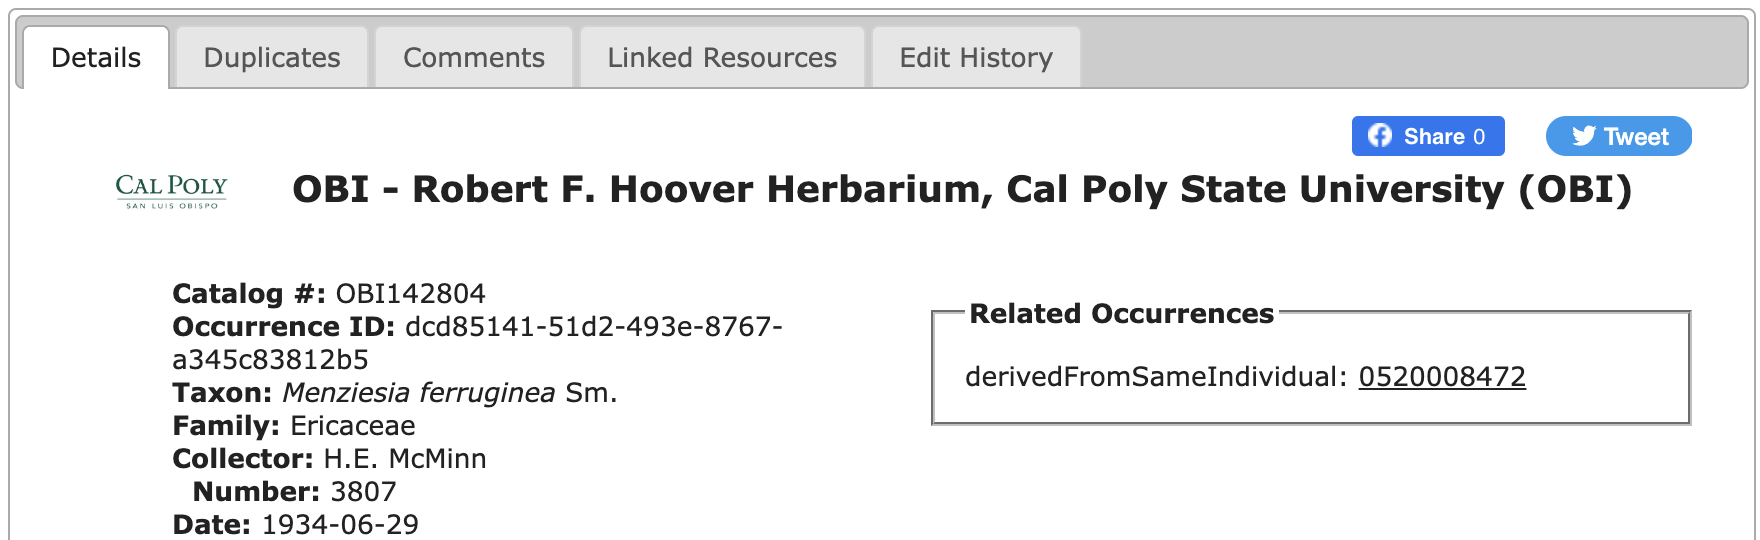 Details Duplicates Comments Linked Resources Edit History
Share 0 Tweet
CAL POLY
SAN LUIS OBISPO
OBI - Robert F. Hoover Herbarium, Cal Poly State University (OBI)
Catalog #: OBI142804
Occurrence ID: dcd85141-51d2-493e-8767-
a345c83812b5
Taxon: Menziesia ferruginea Sm.
Family: Ericaceae
Collector: H.E. McMinn
Number: 3807
Date: 1934-06-29
Related Occurrences
derivedFromSameIndividual: 0520008472